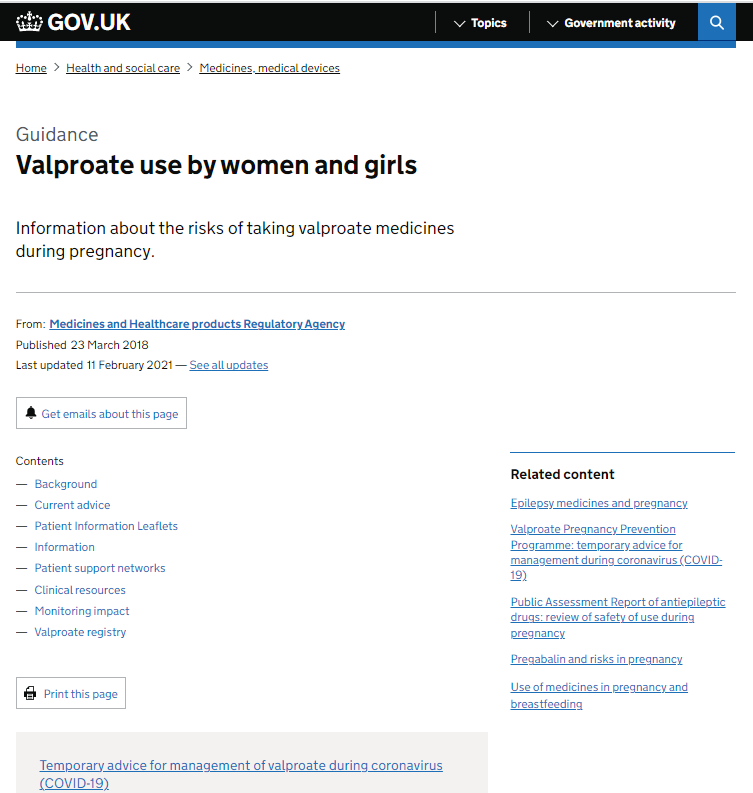 GOV.UK
Topics
Government activity
Home
Health and social care
Medicines, medical devices
Guidance
Valproate use by women and girls
Information about the risks of taking valproate medicines
during pregnancy.
From: Medicines and Healthcare products Regulatory Agency
Published 23 March 2018
Last updated 11 February 2021 — See all updates
Get emails about this page
Contents
— Background
— Current advice
— Patient Information Leaflets
— Information
— Patient support networks
— Clinical resources
— Monitoring impact
— Valproate registry
Print this page
Related content
Epilepsy medicines and pregnancy
Valproate Pregnancy Prevention
Programme: temporary advice for
management during coronavirus (COVID-
19)
Public Assessment Report of antiepileptic
drugs: review of safety of use during
pregnancy
Pregabalin and risks in pregnancy
Use of medicines in pregnancy and
breastfeeding
Temporary advice for management of valproate during coronavirus
(COVID-19)